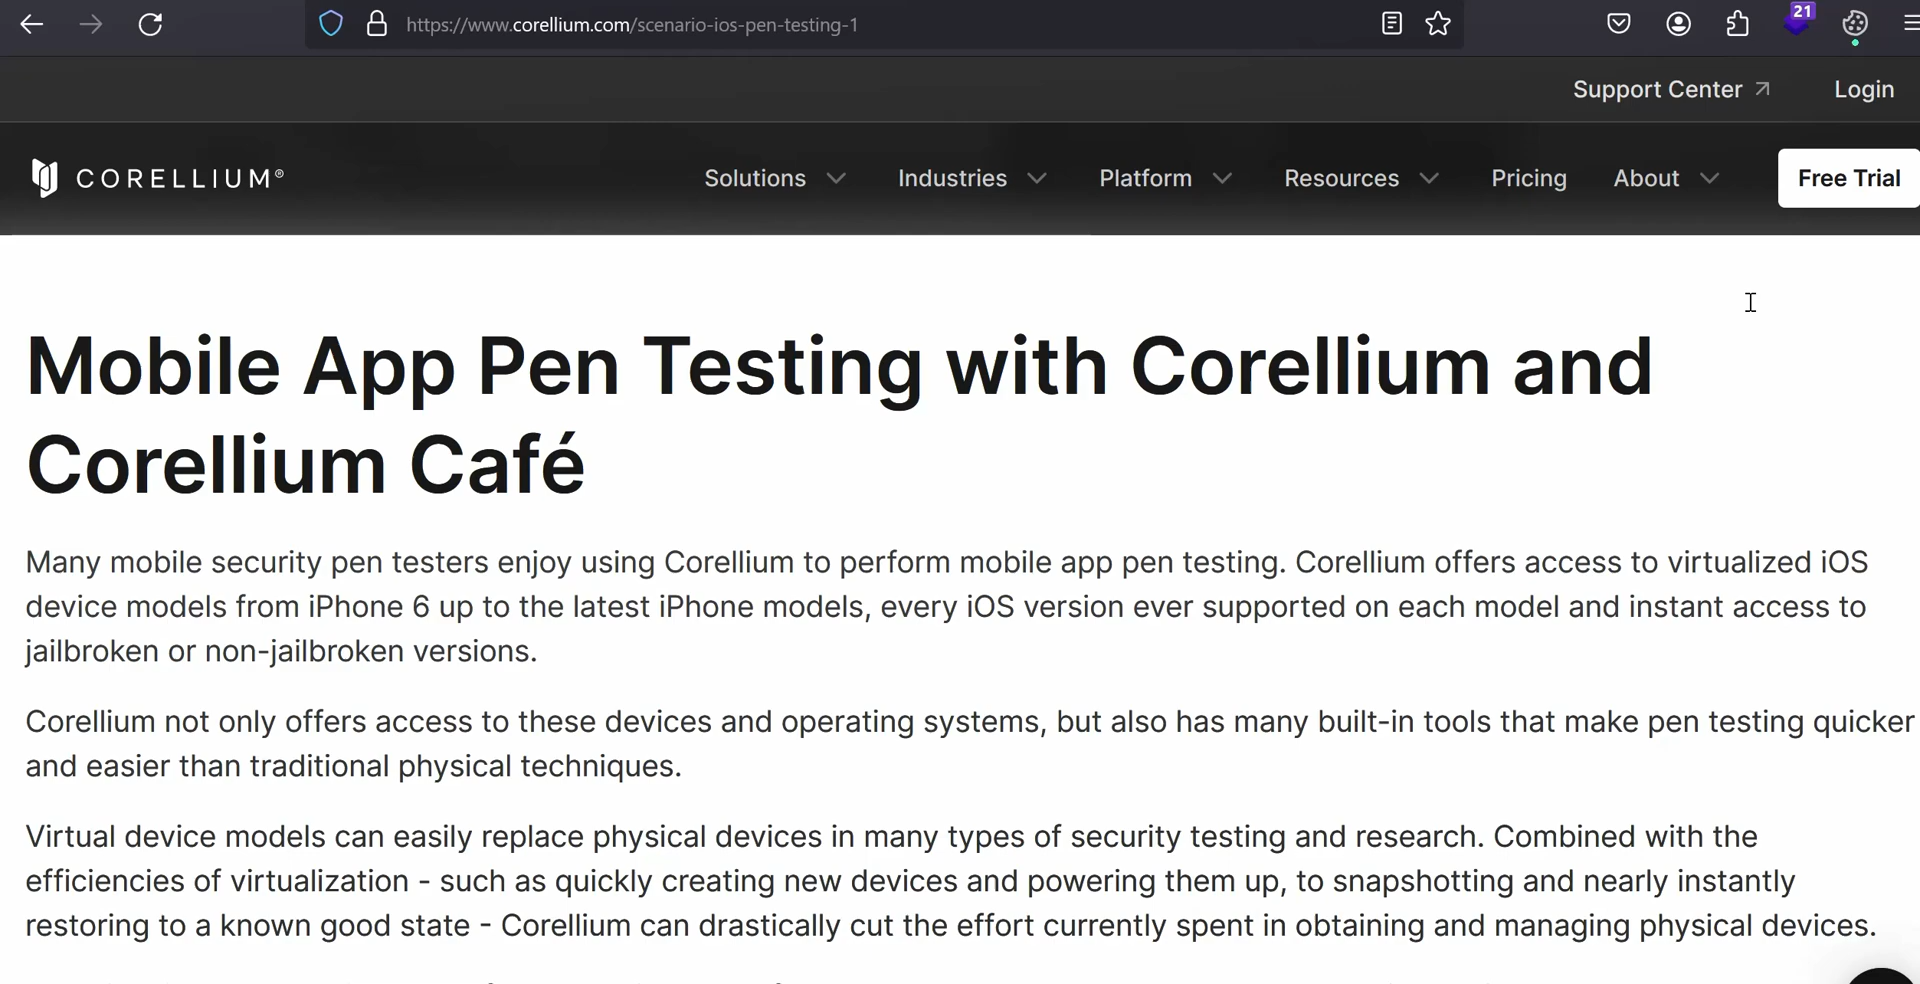 https://www.corellium.com/scenario-ios-pen-testing-1
21
Support Center
Login
CORELLIUM®
Solutions
Industries
Platform
Resources
Pricing
About
Free Trial
Mobile App Pen Testing with Corellium and
Corellium Café
Many mobile security pen testers enjoy using Corellium to perform mobile app pen testing. Corellium offers access to virtualized iOS
device models from iPhone 6 up to the latest iPhone models, every iOS version ever supported on each model and instant access to
jailbroken or non-jailbroken versions.
Corellium not only offers access to these devices and operating systems, but also has many built-in tools that make pen testing quicker
and easier than traditional physical techniques.
Virtual device models can easily replace physical devices in many types of security testing and research. Combined with the
efficiencies of virtualization - such as quickly creating new devices and powering them up, to snapshotting and nearly instantly
restoring to a known good state - Corellium can drastically cut the effort currently spent in obtaining and managing physical devices.